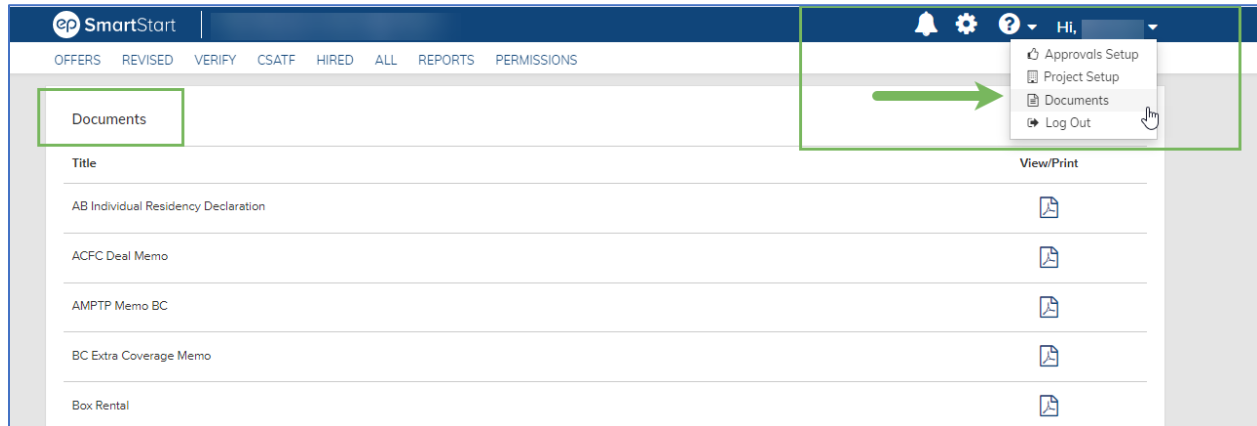 ep SmartStart
Hi,
OFFERS REVISED VERIFY CSATF HIRED ALL REPORTS PERMISSIONS
Approvals Setup
Project Setup
Documents
Log Out
Documents
Title View/Print
AB Individual Residency Declaration
ACFC Deal Memo
AMPTP Memo BC
BC Extra Coverage Memo
Box Rental